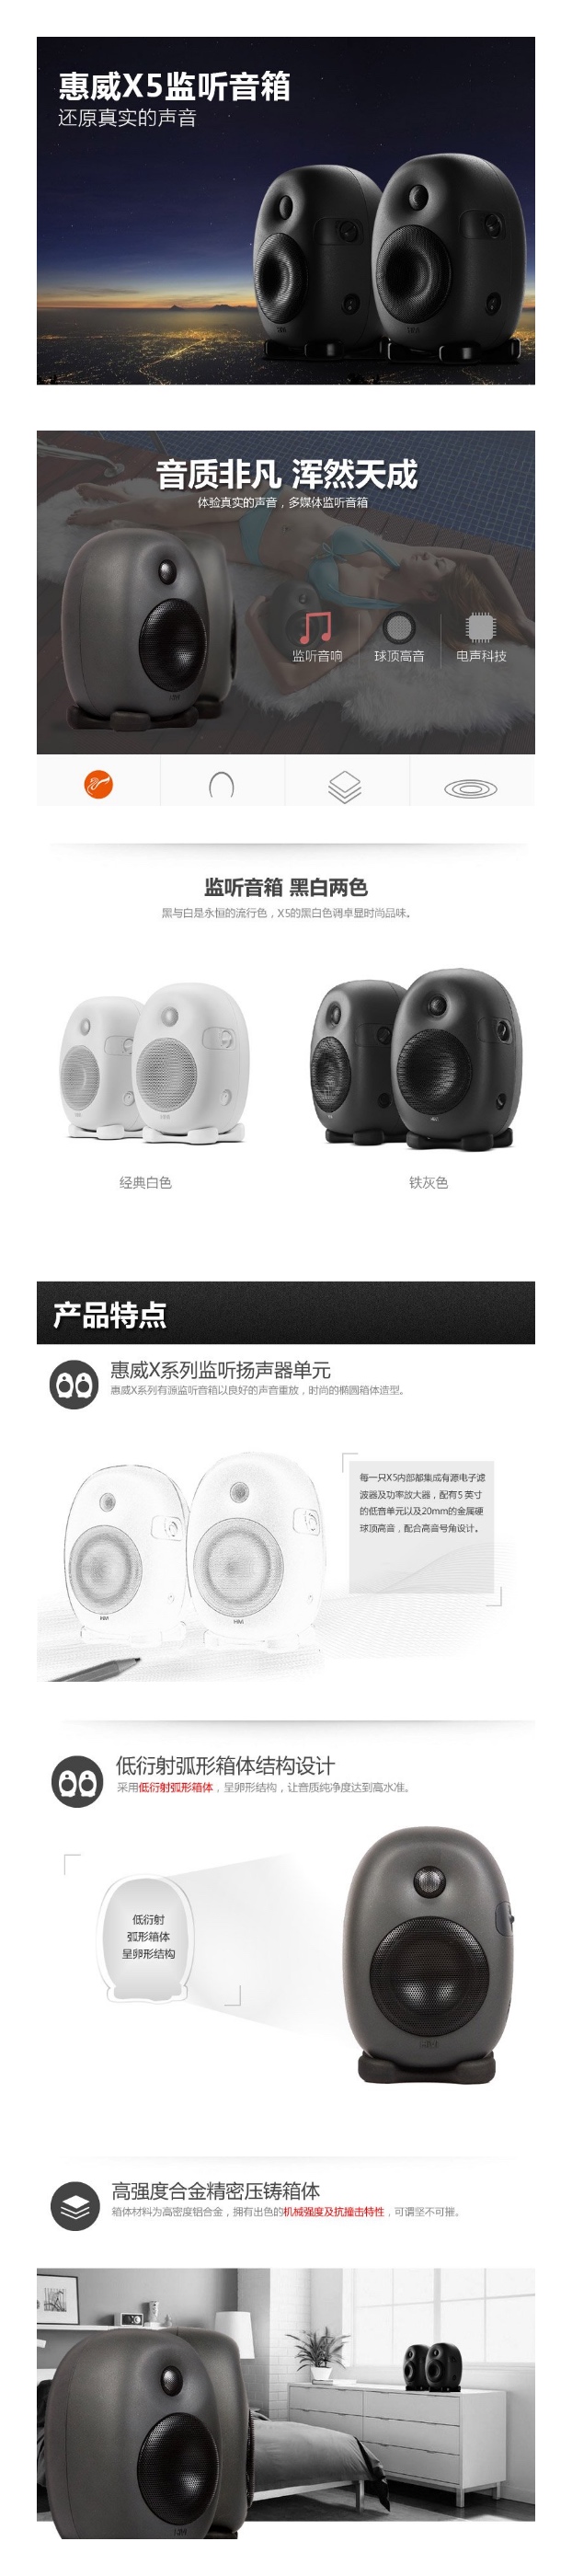 惠威X5监听音箱
还原真实的声音
音质非凡 浑然天成
体验真实的声音，多媒体监听音箱
监听音响
球顶高音
电声科技
监听音箱 黑白两色
黑与白是永恒的流行色，X5的黑白色调卓显时尚品味。
经典白色
铁灰色
产品特点
惠威X系列监听扬声器单元
惠威X系列有源监听音箱以良好的声音重放，时尚的椭圆箱体造型。
每一只X5内部都集成有源电子滤
波器及功率放大器，配有5 英寸
的低音单元以及20mm的金属硬
球顶高音，配合高音号角设计。
低衍射弧形箱体结构设计
采用低衍射弧形箱体，呈卵形结构，让音质纯净度达到高水准。
低衍射
弧形箱体
呈卵形结构
高强度合金精密压铸箱体
箱体材料为高密度铝合金，拥有出色的机械强度及抗撞击特性，可谓坚不可摧。